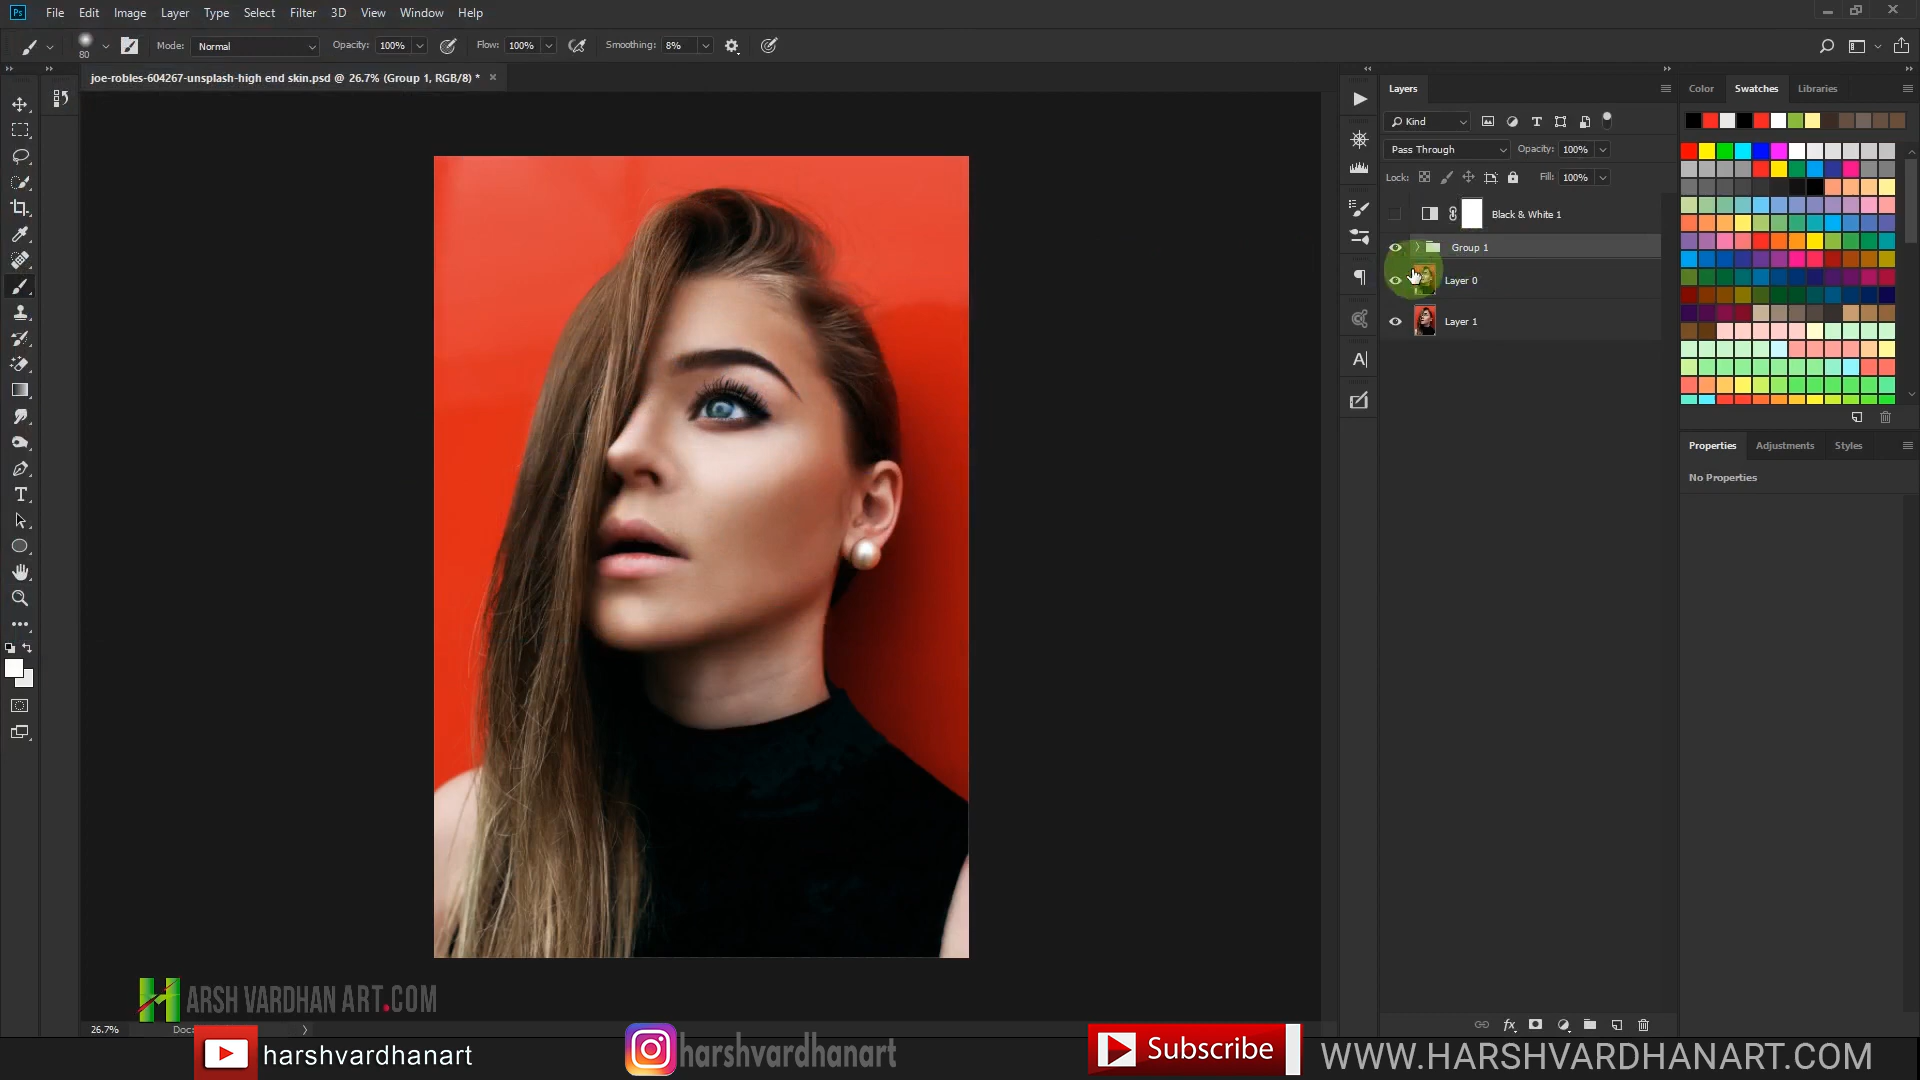 Ps File Edit Image Layer Type Select Filter 3D View Window Help
80 Mode: Normal Opacity: 100% Flow: 100% Smoothing: 8%
joe-robles-604267-unsplash-high end skin.psd @ 26.7% (Group 1, RGB/8) * ×
Layers
Kind
Pass Through Opacity: 100%
Lock: Fill: 100%
Black & White 1
Group 1
Layer 0
Layer 1
Color Swatches Libraries
Properties Adjustments Styles
No Properties
HARSH VARDHAN ART.COM
26.7% Doc:
harshvardhanart
harshvardhanart
Subscribe
WWW.HARSHVARDHANART.COM